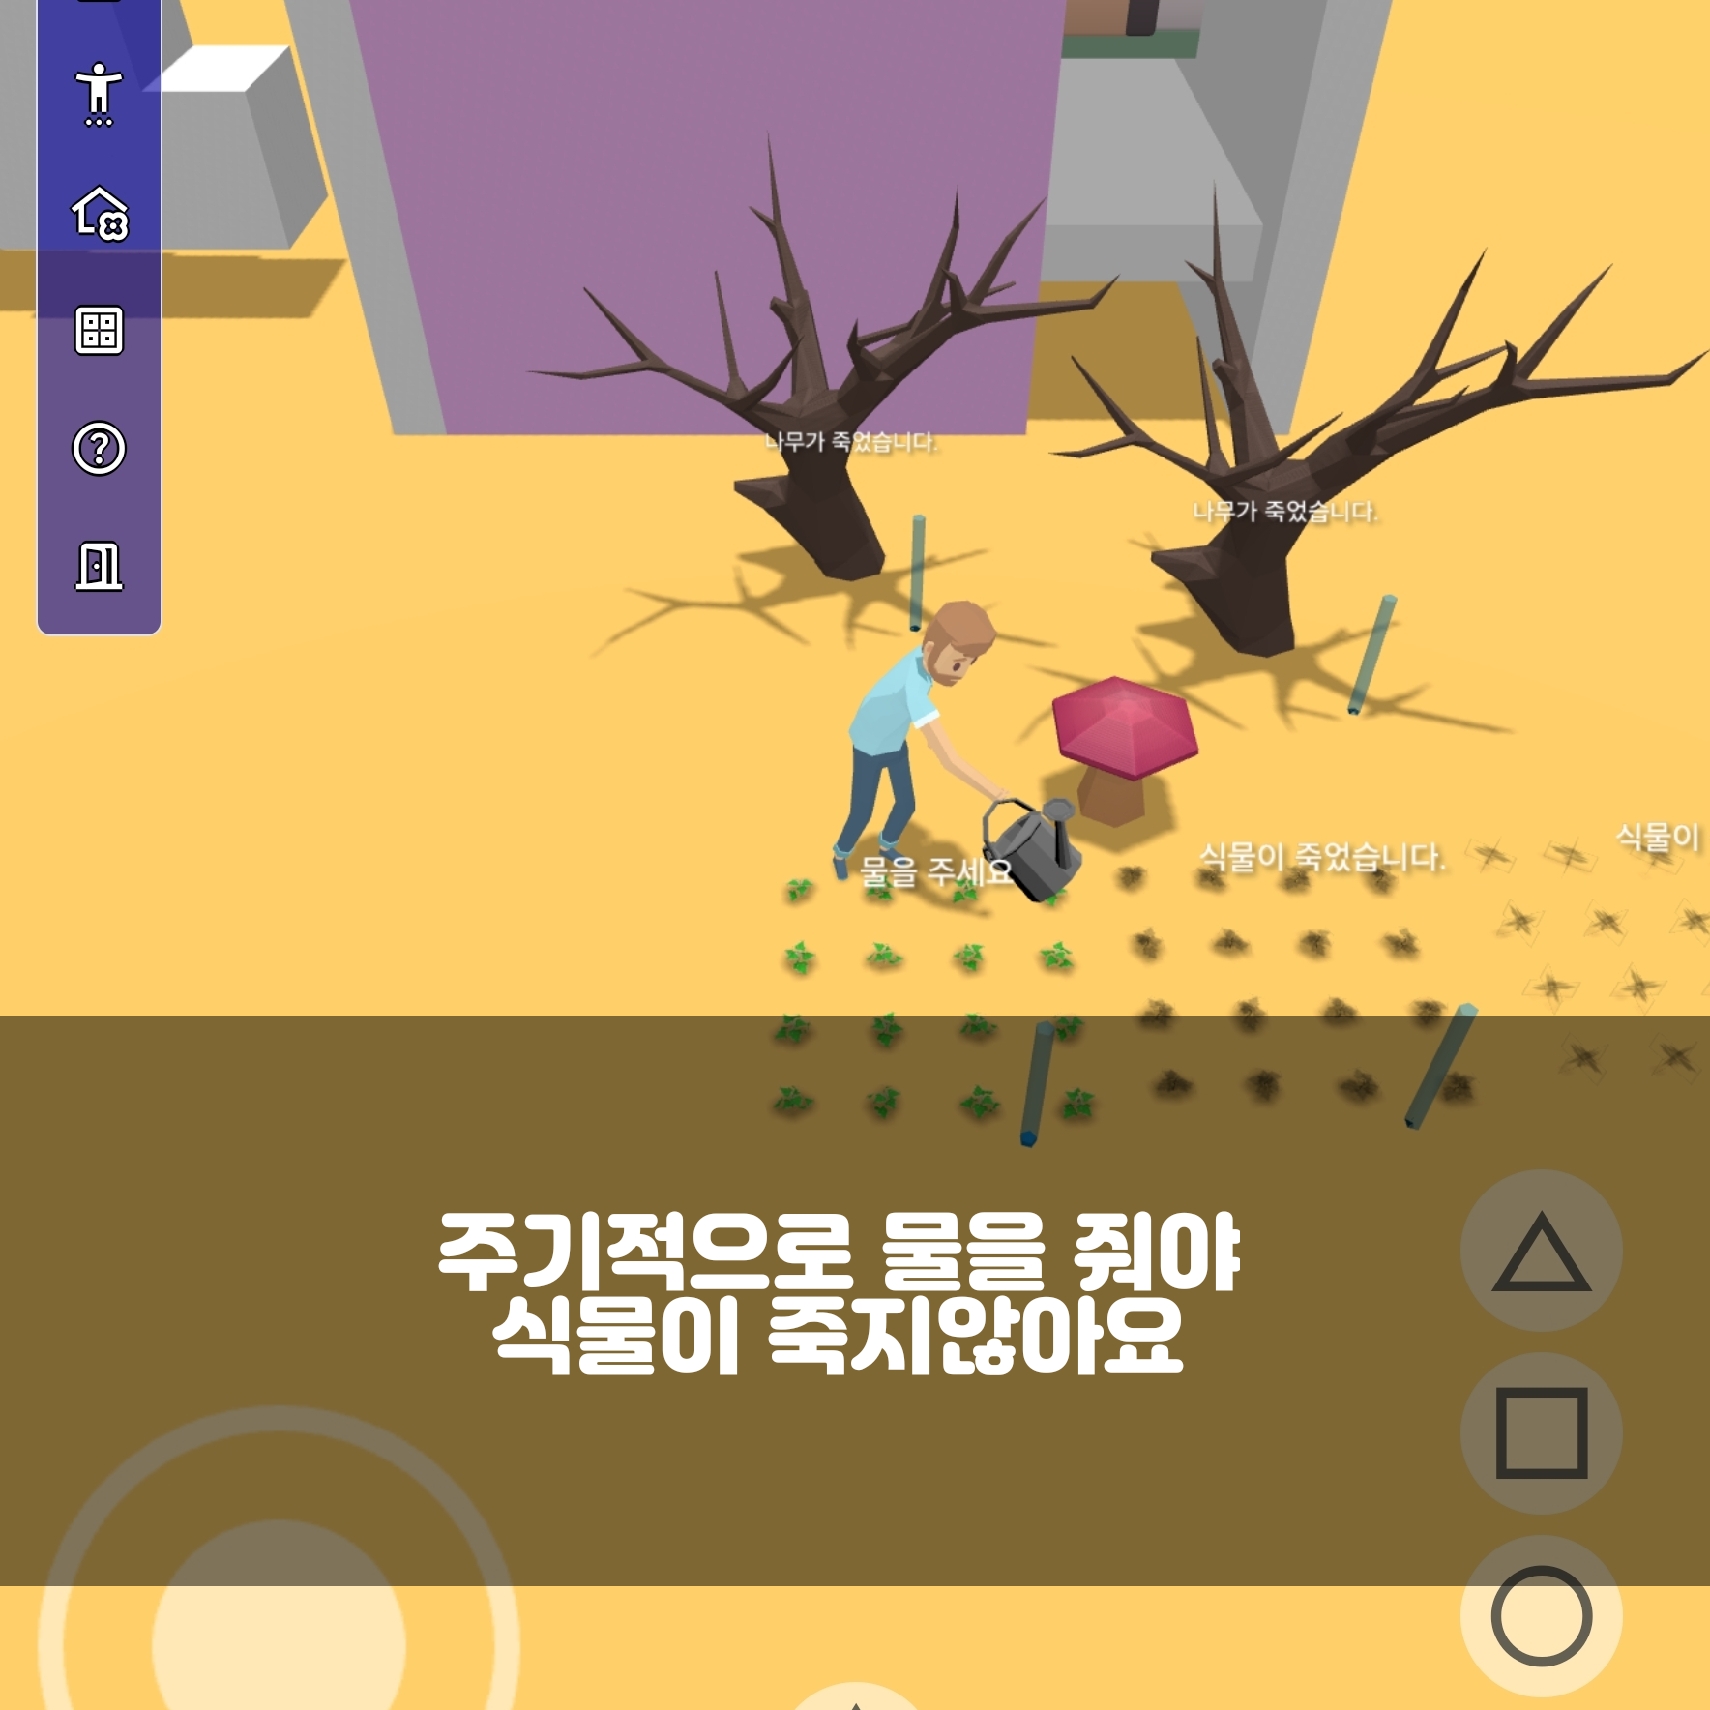 나무가 죽었습니다.
나무가 죽었습니다.
식물이
식물이 죽었습니다.
물을 주세요
주기적으로 물을 줘야
식물이 죽지않아요